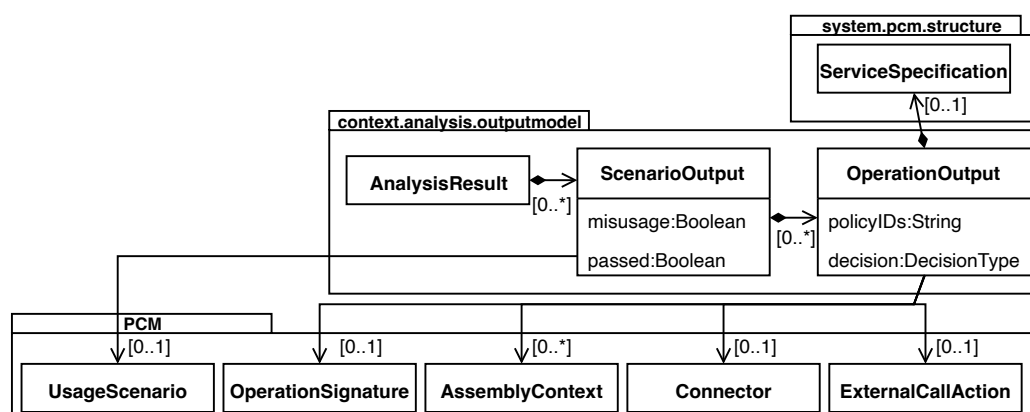 system.pcm.structure
ServiceSpecification
[0..1]
context.analysis.outputmodel
AnalysisResult
[0..*]
ScenarioOutput
misusage:Boolean
passed:Boolean
[0..*]
OperationOutput
policyIDs:String
decision:DecisionType
PCM
[0..1]
[0..1]
[0..*]
[0..1]
[0..1]
UsageScenario
OperationSignature
AssemblyContext
Connector
ExternalCallAction